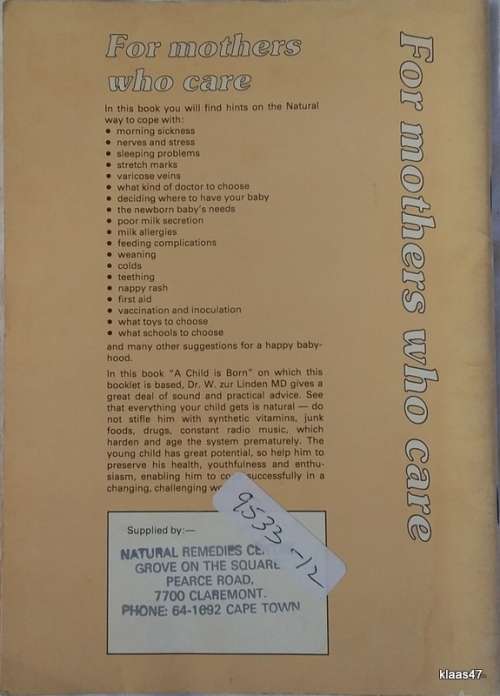 For mothers
who care
In this book you will find hints on the Natural
way to cope with:
• morning sickness
• nerves and stress
• sleeping problems
• stretch marks
• varicose veins
• what kind of doctor to choose
• deciding where to have your baby
• the newborn baby's needs
• poor milk secretion
• milk allergies
• feeding complications
• weaning
• colds
• teething
• nappy rash
• first aid
• vaccination and inoculation
• what toys to choose
• what schools to choose
and many other suggestions for a happy baby-
hood.
In this book "A Child is Born" on which this
booklet is based, Dr. W. zur Linden MD gives a
great deal of sound and practical advice. See
that everything your child gets is natural — do
not stifle him with synthetic vitamins, junk
foods, drugs, constant radio music, which
harden and age the system prematurely. The
young child has great potential, so help him to
preserve his health, youthfulness and enthu-
siasm, enabling him to successfully in a
changing, challenging
9533-12
Supplied by:—
NATURAL REMEDIES
GROVE ON THE SQUARE
PEARCE ROAD,
7700 CLAREMONT.
PHONE: 64-1692 CAPE TOWN
For mothers who care
klaas47